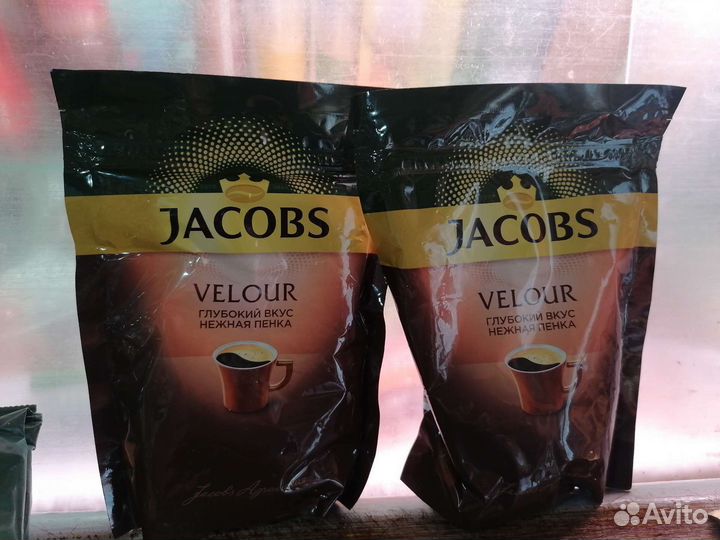 JACOBS
VELOUR
ГЛУБОКИЙ ВКУС
НЕЖНАЯ ПЕНКА
JACOBS
VELOUR
ГЛУБОКИЙ ВКУС
НЕЖНАЯ ПЕНКА
Avito